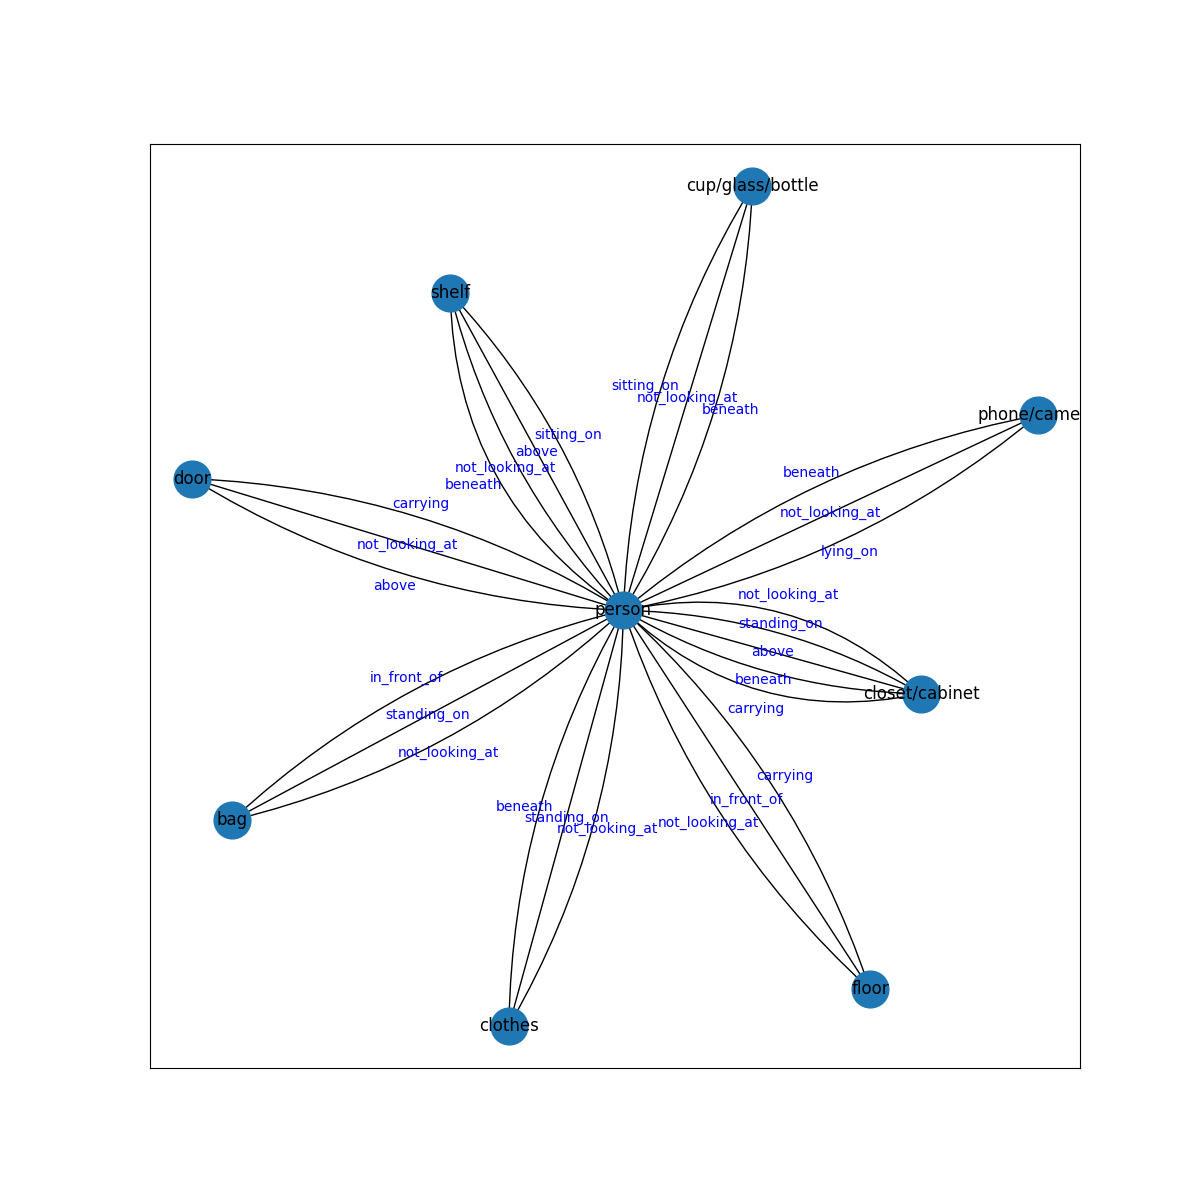 cup/glass/bottle
shelf
sitting_on
not_looking_at
beneath
phone/came
sitting_on
above
not_looking_at
beneath
beneath
door
carrying
not_looking_at
not_looking_at
above
lying_on
not_looking_at
person
standing_on
above
in_front_of
beneath
closet/cabinet
carrying
standing_on
not_looking_at
carrying
in_front_of
beneath
standing_on
not_looking_at
not_looking_at
bag
floor
clothes